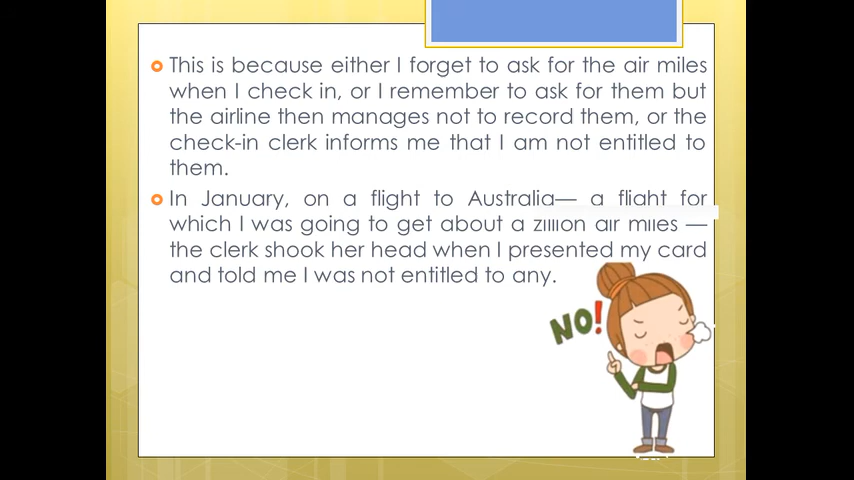 This is because either I forget to ask for the air miles
when I check in, or I remember to ask for them but
the airline then manages not to record them, or the
check-in clerk informs me that I am not entitled to
them.
In January, on a flight to Australia— a flight for
which I was going to get about a zillion air miles —
the clerk shook her head when I presented my card
and told me I was not entitled to any.
NO!